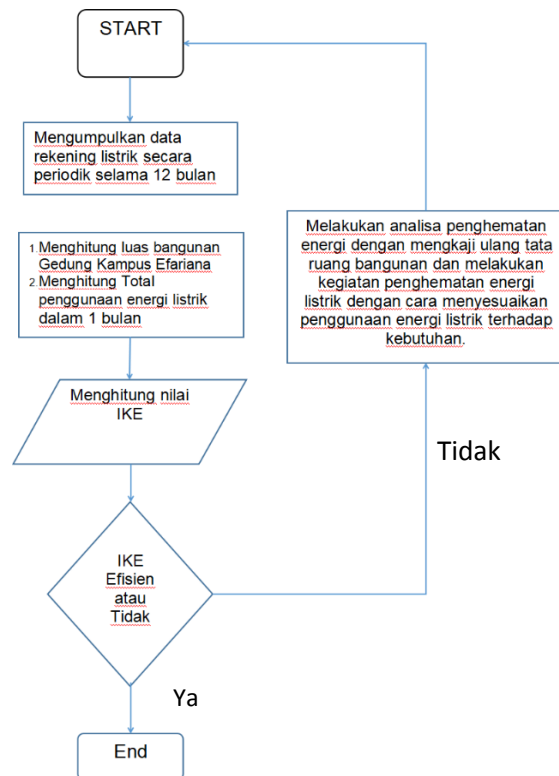 START
Mengumpulkan data
rekening listrik secara
periodik selama 12 bulan
1. Menghitung luas bangunan
Gedung Kampus Efariana
2. Menghitung Total
penggunaan energi listrik
dalam 1 bulan
Menghitung nilai
IKE
IKE
Efisien
atau
Tidak
Ya
End
Tidak
Melakukan analisa penghematan
energi dengan mengkaji ulang tata
ruang bangunan dan melakukan
kegiatan penghematan energi
listrik dengan cara menyesuaikan
penggunaan energi listrik terhadap
kebutuhan.